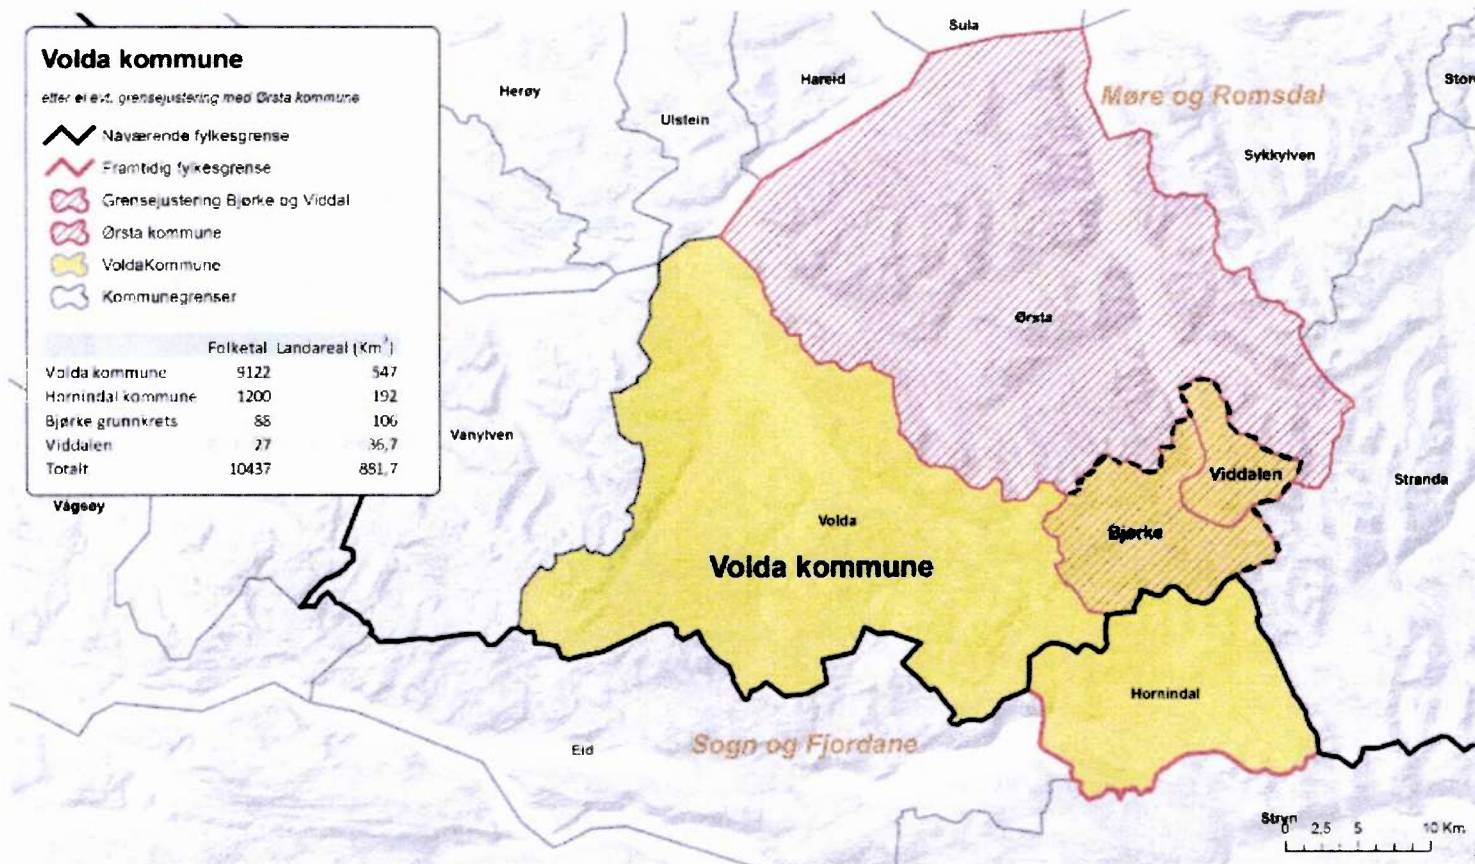 Volda kommune
etter ei evt. grensejustering med Ørsta kommune
Nåværende fylkesgrense
Framtidig fylkesgrense
Grensejustering Bjørke og Viddal
Ørsta kommune
VoldaKommune
Kommunegrenser
Folketal Landareal (Km²)
Volda kommune 9122 547
Hornindal kommune 1200 192
Bjørke grunnkrets 88 106
Viddalen 27 36,7
Totalt 10437 881,7
Sula
Hareid
Herøy
Ulstein
Møre og Romsdal
Stor
Sykkylven
Ørsta
Vanylven
Viddalen
Stranda
Vågsøy
Volda
Bjørke
Volda kommune
Hornindal
Eid
Sogn og Fjordane
Stryn
0 2,5 5 10 Km